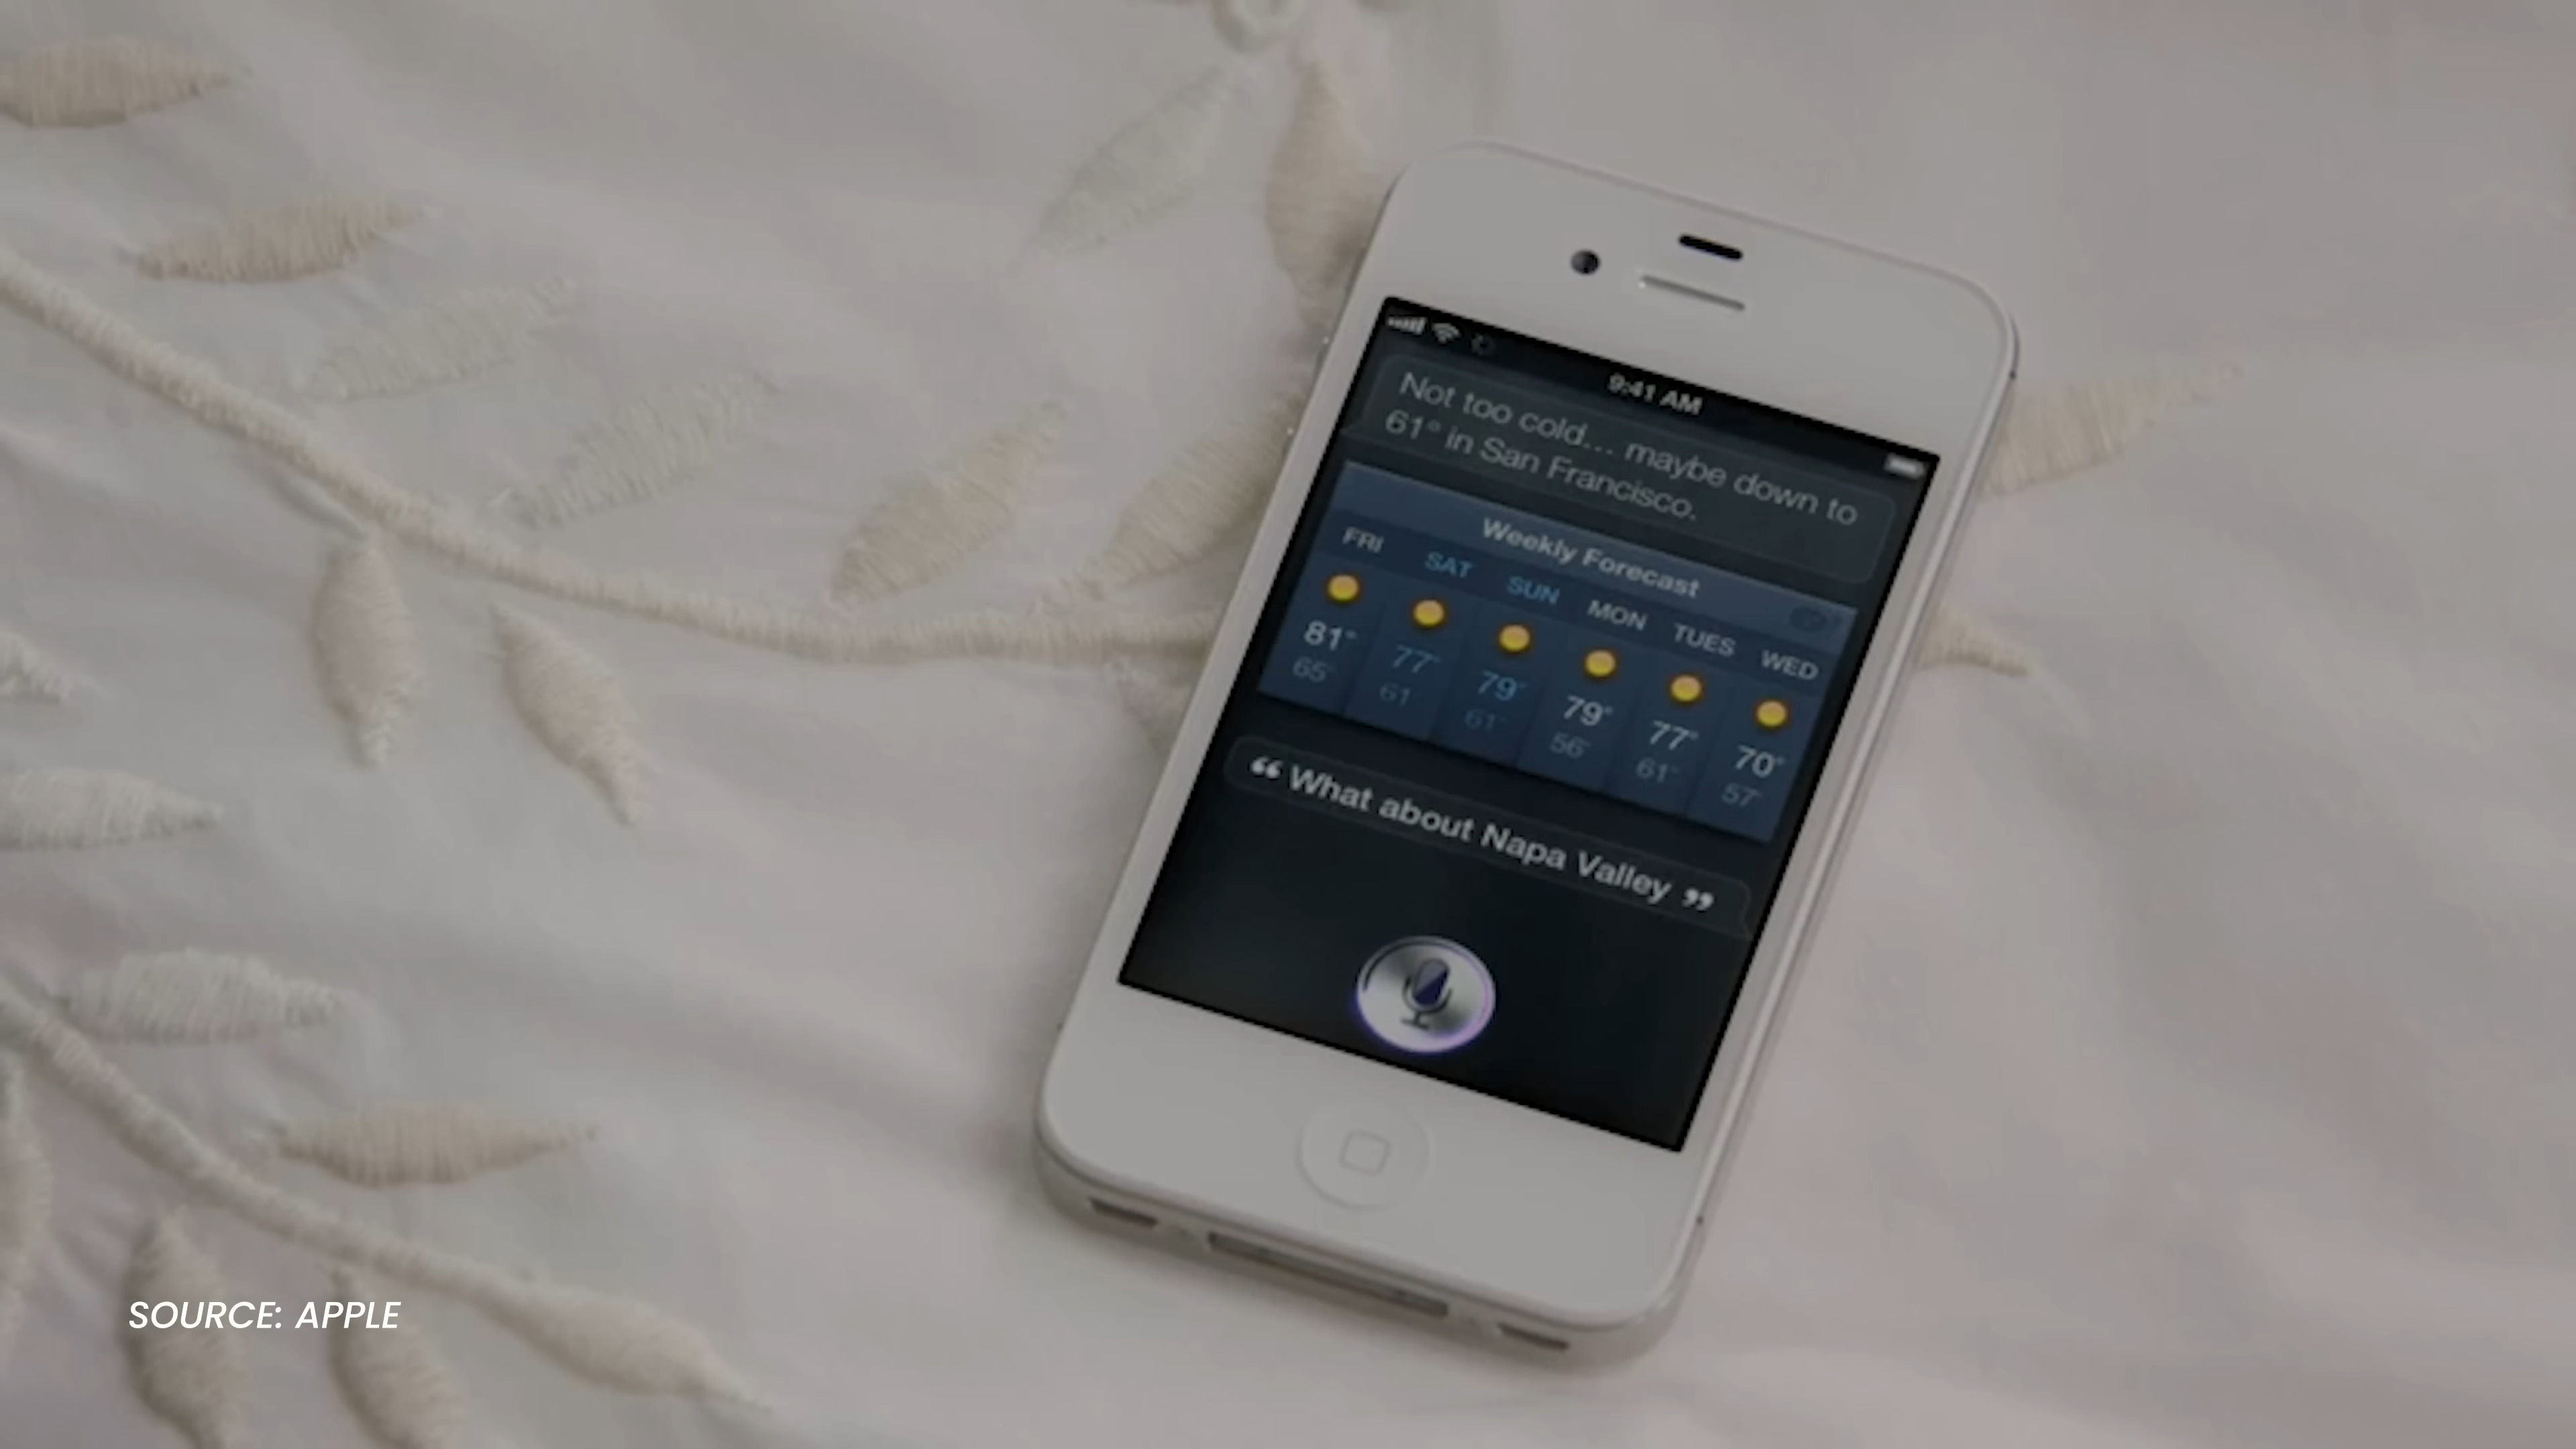 9:41 AM
Not too cold... maybe down to
61° in San Francisco.
Weekly Forecast
FRI SAT SUN MON TUES WED
81° 77° 79° 79° 77° 70°
65° 61° 61° 56° 61° 57°
“ What about Napa Valley ”
SOURCE: APPLE